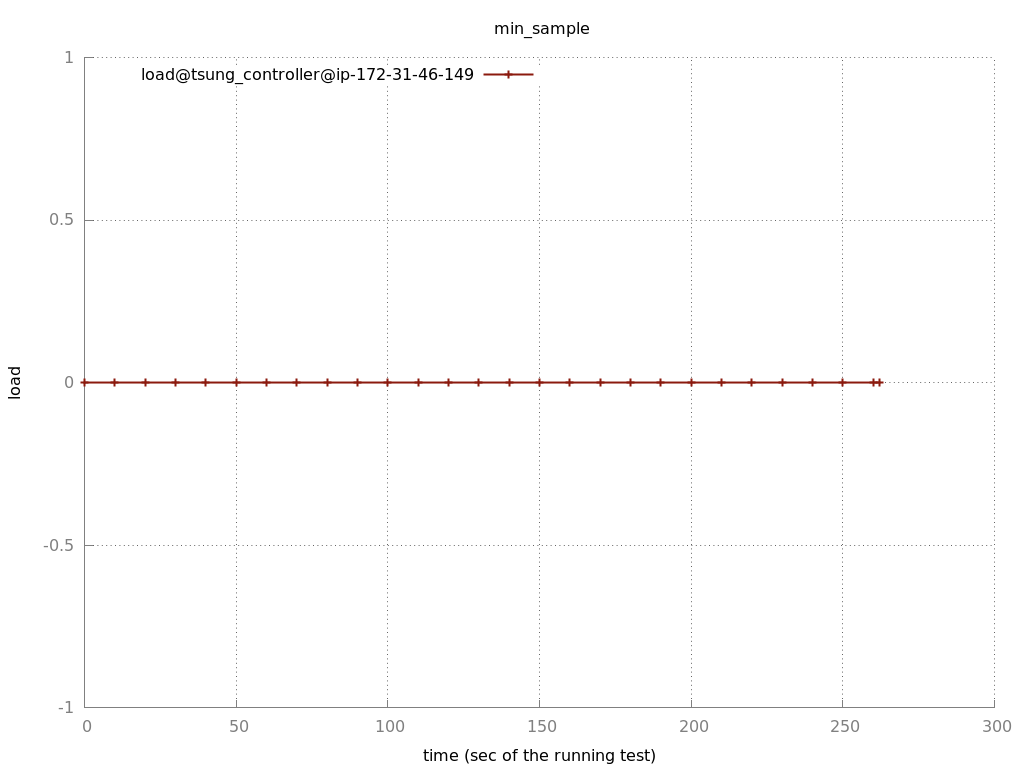 min_sample
1
load@tsung_controller@ip-172-31-46-149
0.5
load
0
-0.5
-1
0 50 100 150 200 250 300
time (sec of the running test)